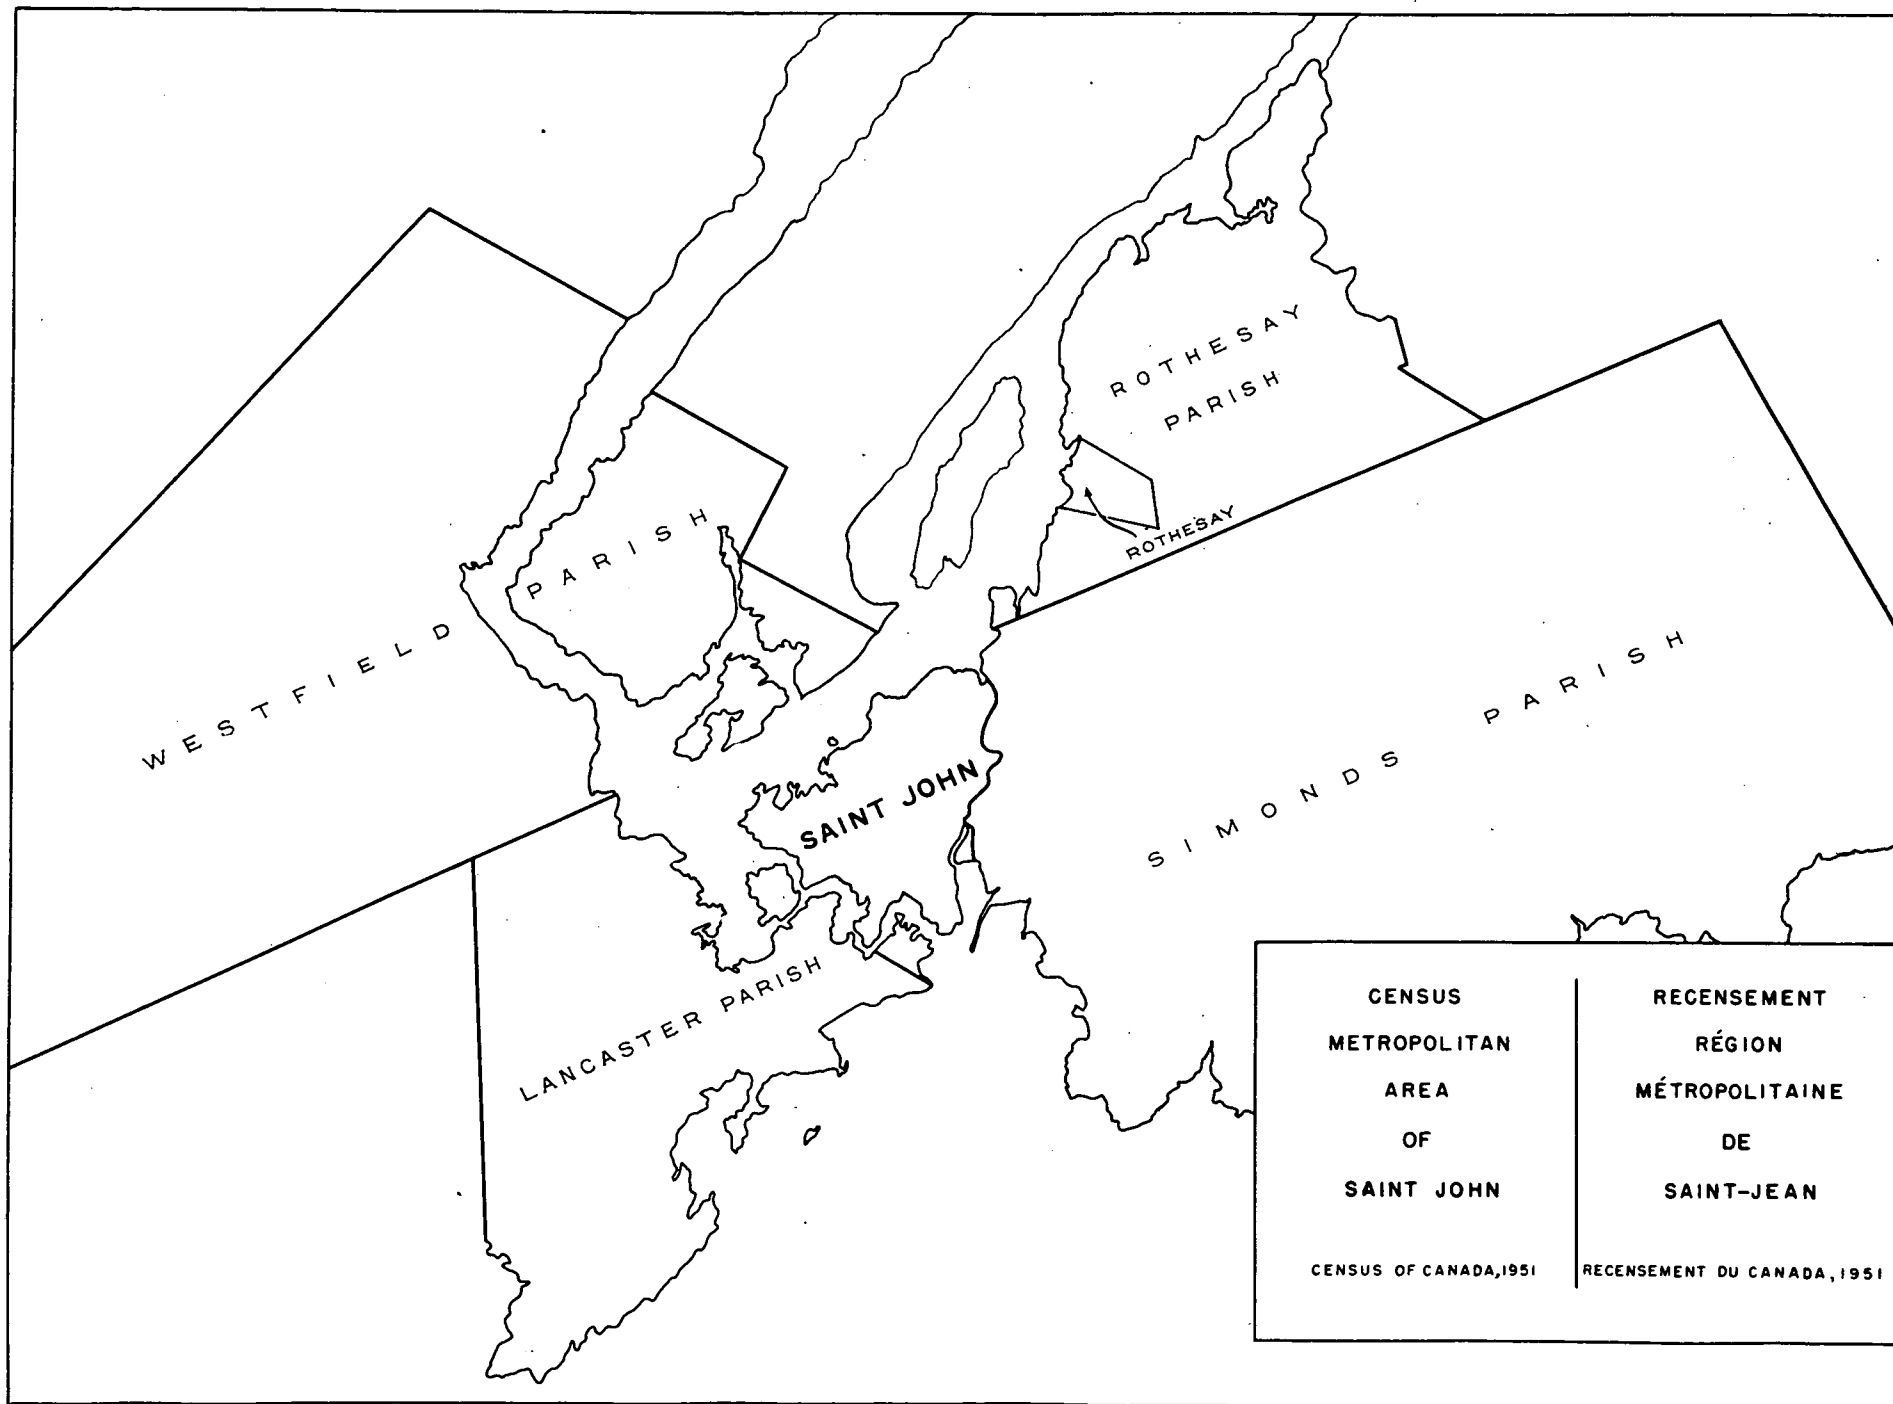 ROTHESAY
PARISH
ROTHESAY
WESTFIELD PARISH
SIMONDS PARISH
SAINT JOHN
LANCASTER PARISH
CENSUS
METROPOLITAN
AREA
OF
SAINT JOHN
CENSUS OF CANADA,1951
RECENSEMENT
RÉGION
MÉTROPOLITAINE
DE
SAINT-JEAN
RECENSEMENT DU CANADA,1951